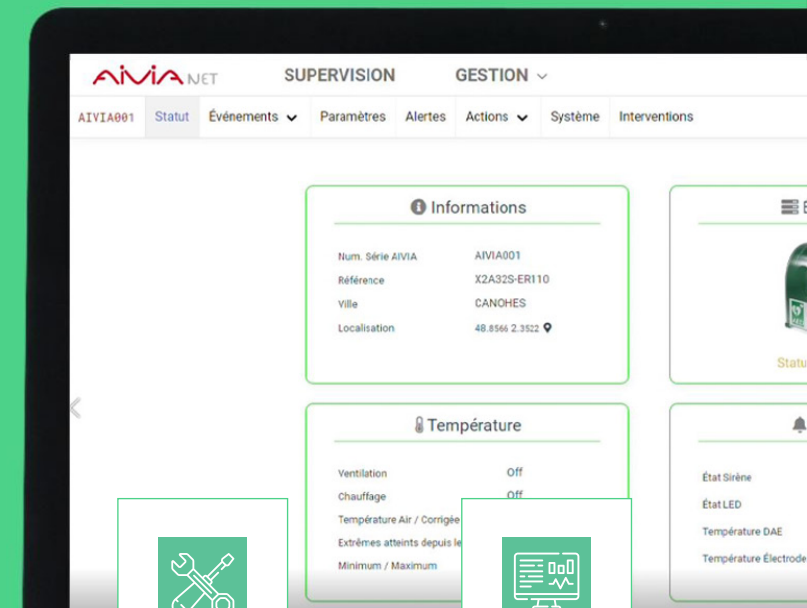 AIVIA NET
SUPERVISION
GESTION
AIVIA001
Statut
Événements
Paramètres
Alertes
Actions
Système
Interventions
Informations
Num. Série AIVIA AIVIA001
Référence X2A32S-ER110
Ville CANOHES
Localisation 48.8566 2.3522
Statu
Température
Ventilation Off
Chauffage Off
Température Air / Corrigée
Extrêmes atteints depuis le
Minimum / Maximum
État Sirène
État LED
Température DAE
Température Électrode